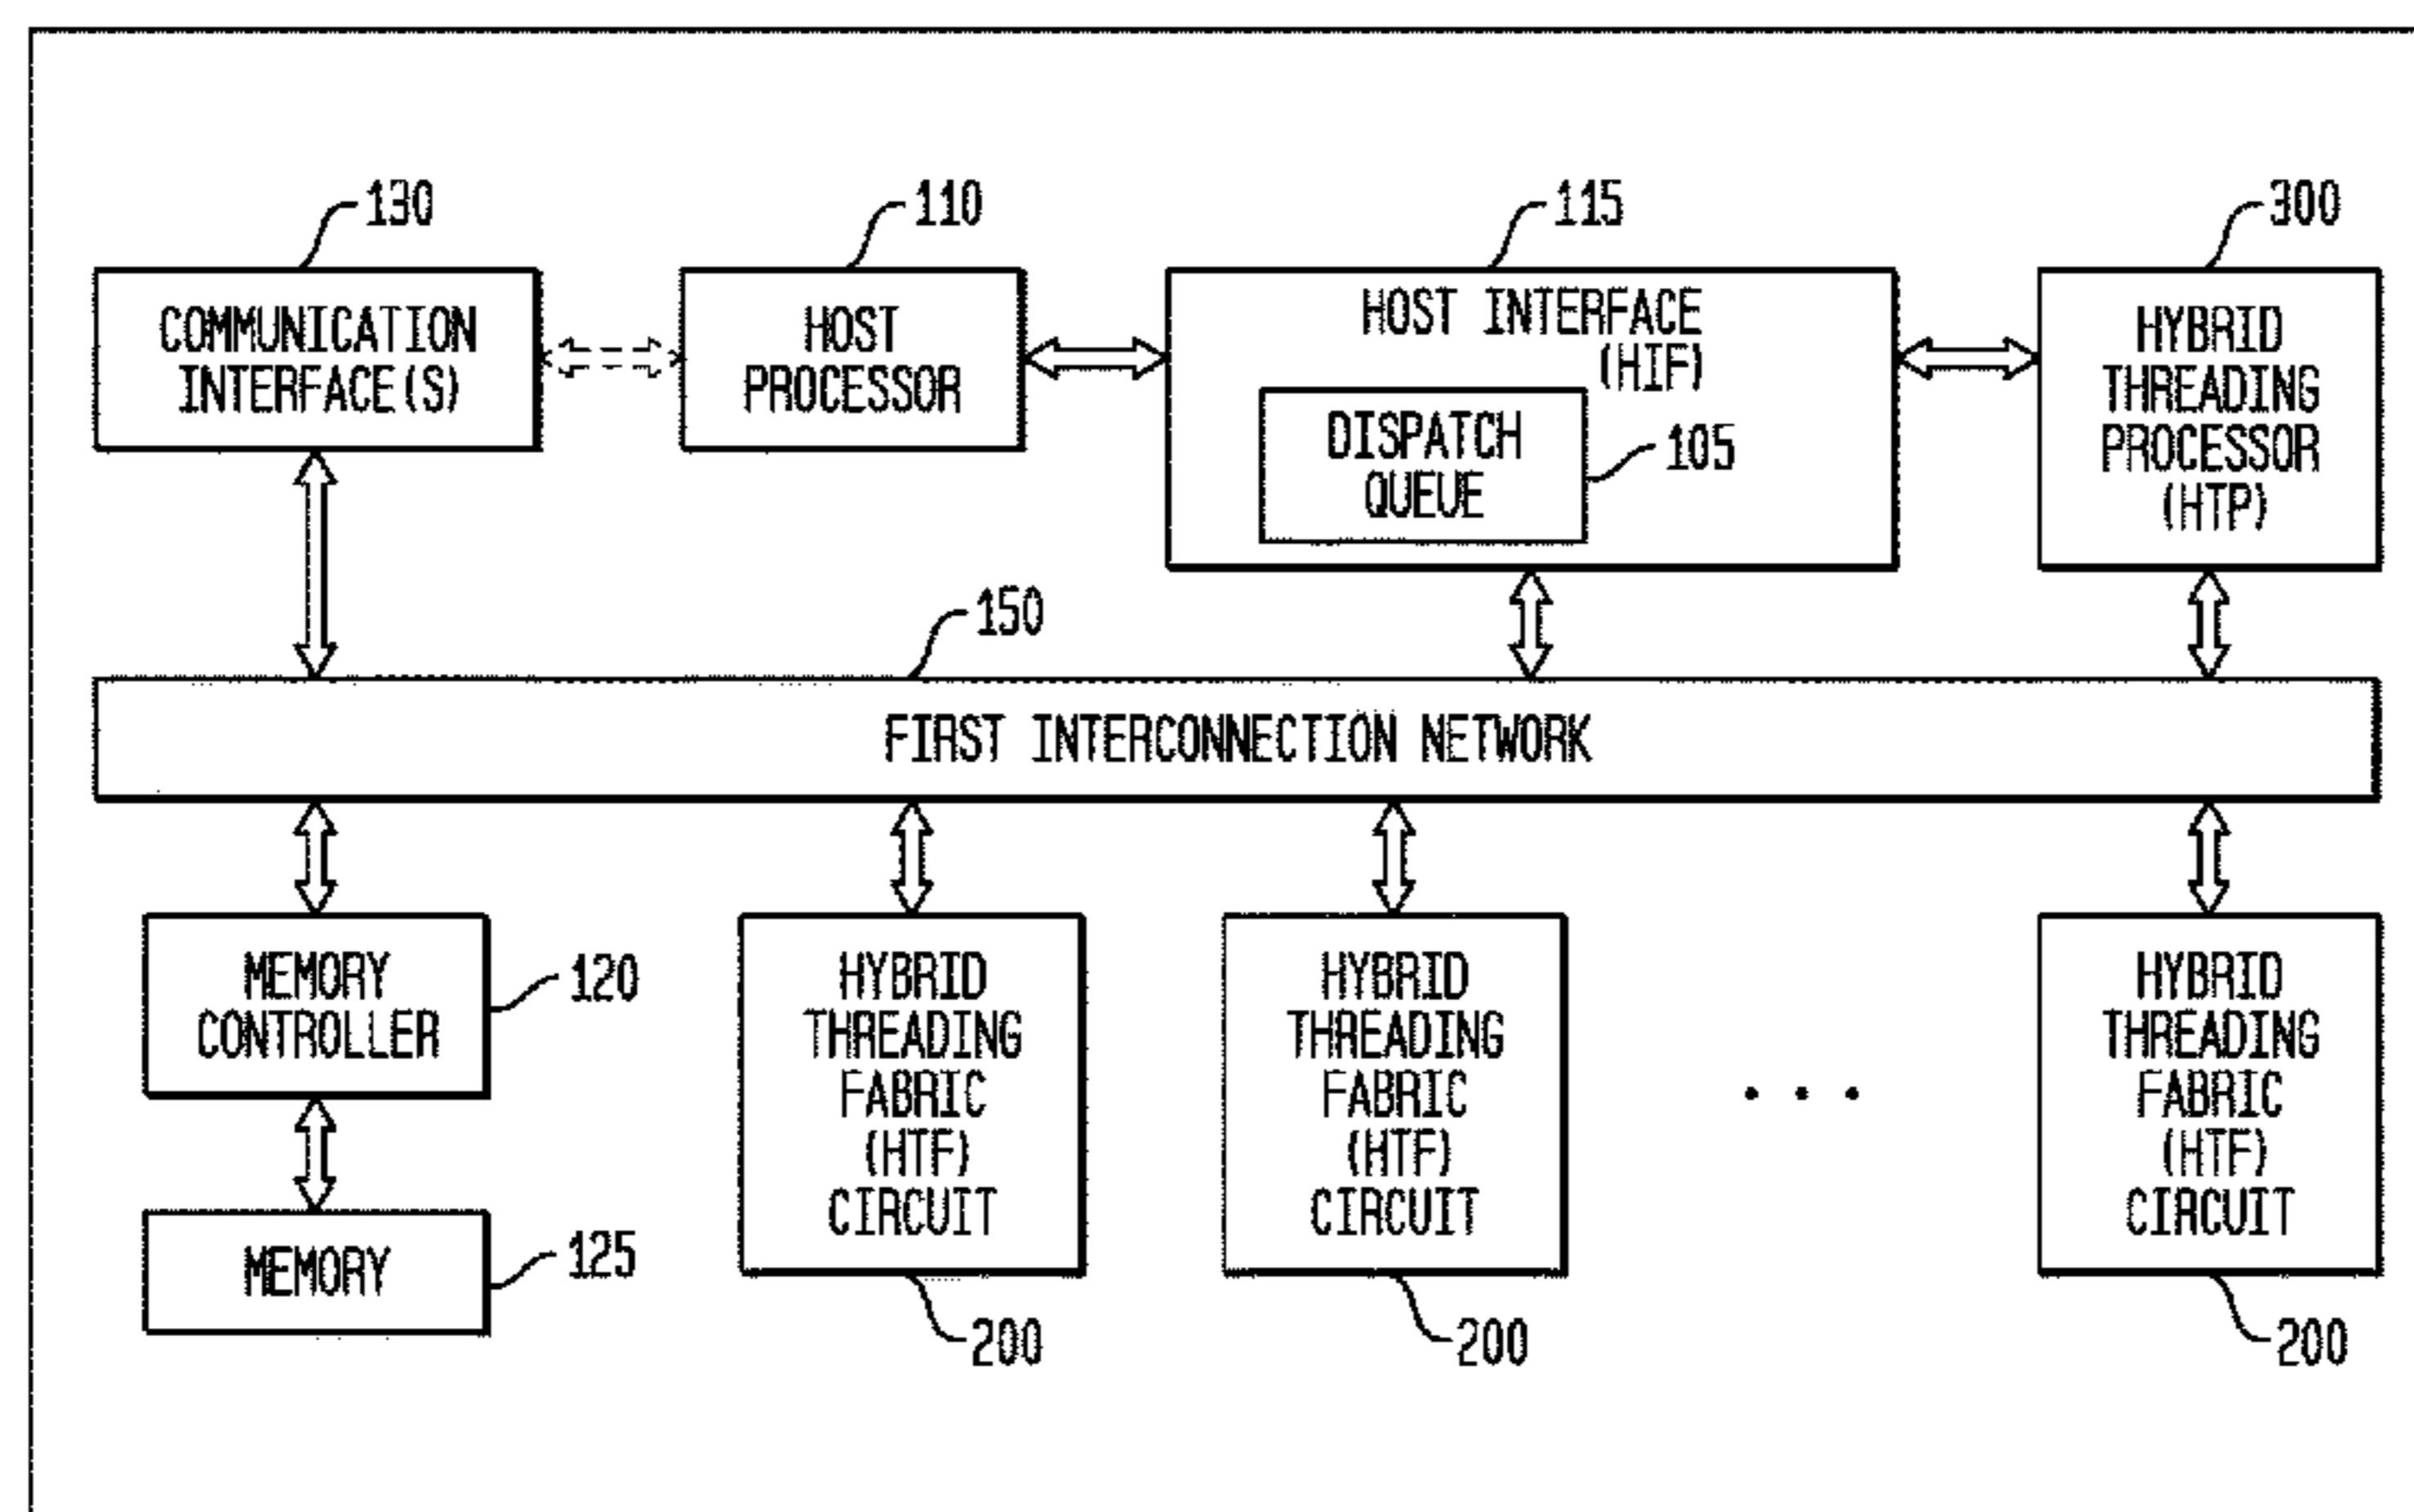 130
110
115
300
COMMUNICATION
INTERFACE(S)
HOST
PROCESSOR
HOST INTERFACE
(HIF)
DISPATCH
QUEUE
105
HYBRID
THREADING
PROCESSOR
(HTP)
150
FIRST INTERCONNECTION NETWORK
MEMORY
CONTROLLER
120
MEMORY
125
HYBRID
THREADING
FABRIC
(HTF)
CIRCUIT
200
HYBRID
THREADING
FABRIC
(HTF)
CIRCUIT
200
. . .
HYBRID
THREADING
FABRIC
(HTF)
CIRCUIT
200